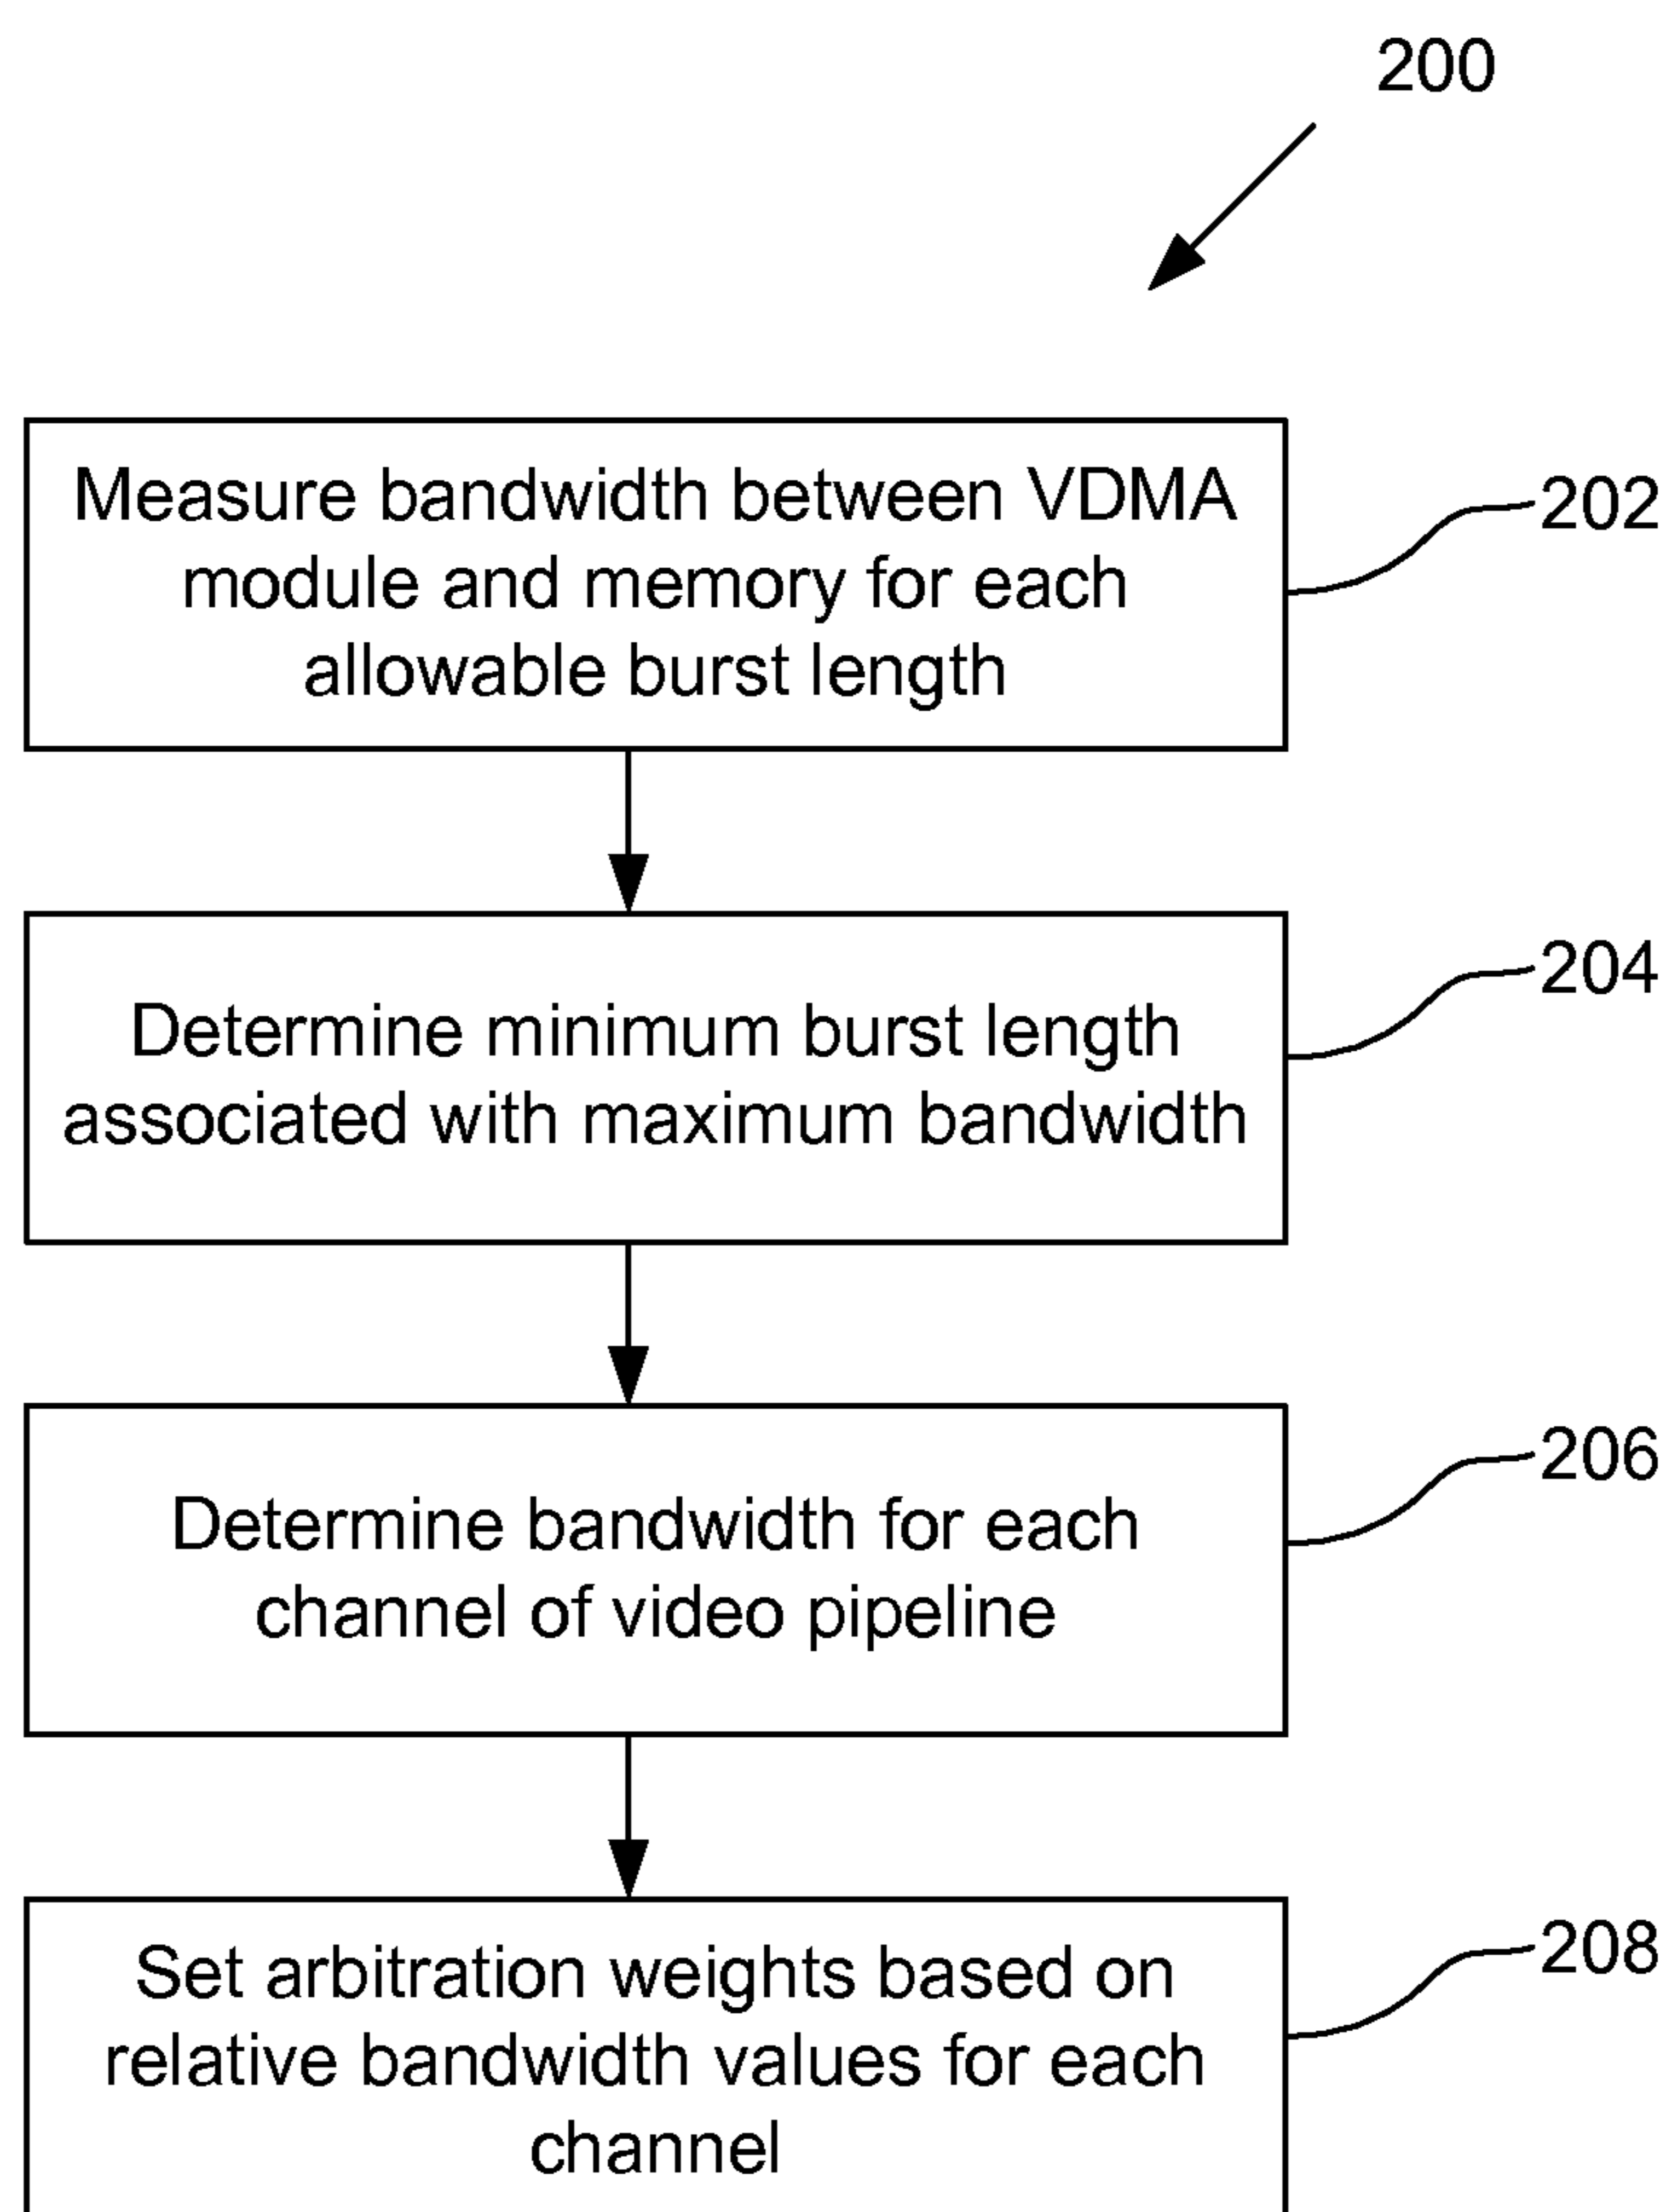 200
Measure bandwidth between VDMA
module and memory for each
allowable burst length
202
Determine minimum burst length
associated with maximum bandwidth
204
Determine bandwidth for each
channel of video pipeline
206
Set arbitration weights based on
relative bandwidth values for each
channel
208